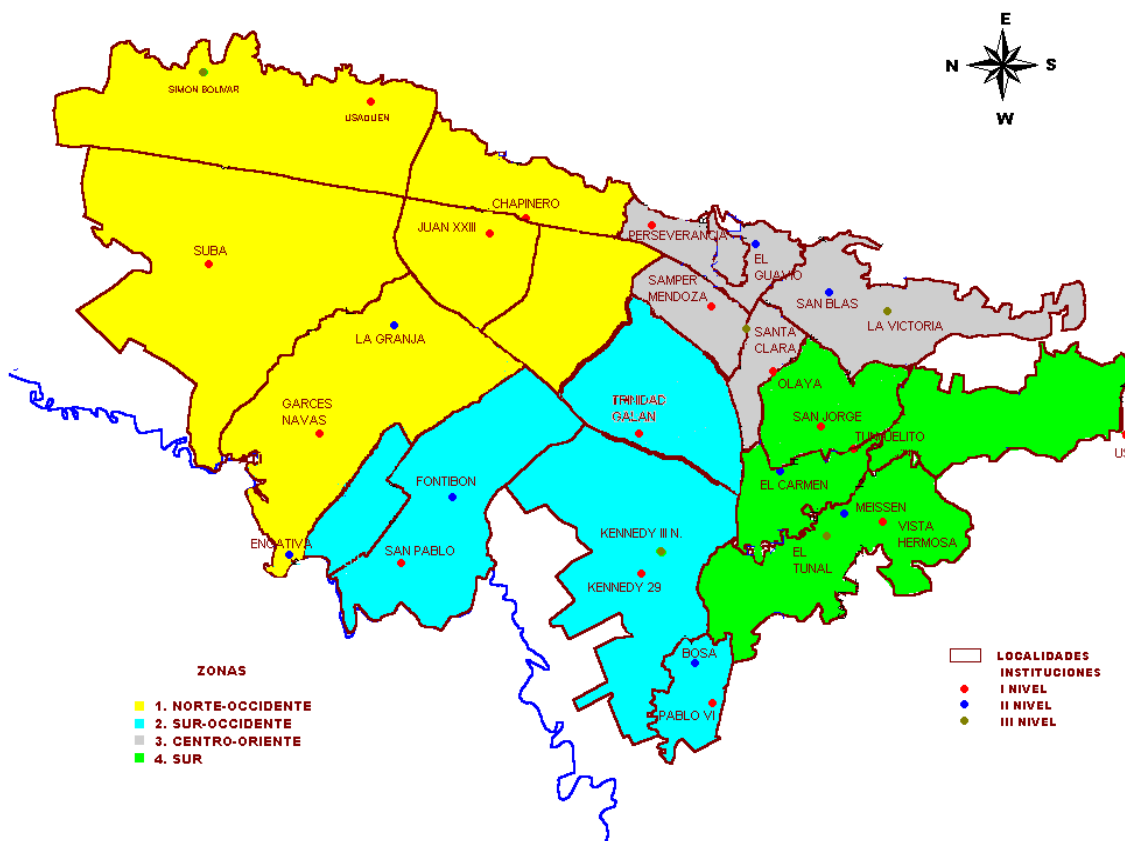 E
N
S
W
SIMON BOLIVAR
USAQUEN
CHAPINERO
JUAN XXIII
PERSEVERANCIA
SUBA
EL
GUAVIO
SAMPER
MENDOZA
SAN BLAS
LA GRANJA
SANTA
CLARA
LA VICTORIA
OLAYA
GARCES
NAVAS
TRINIDAD
GALAN
SAN JORGE
TUNJUELITO
US
FONTIBON
EL CARMEN
MEISSEN
VISTA
HERMOSA
ENGATIVA
SAN PABLO
KENNEDY III N.
EL
TUNAL
KENNEDY 29
BOSA
PABLO VI
ZONAS
1. NORTE-OCCIDENTE
2. SUR-OCCIDENTE
3. CENTRO-ORIENTE
4. SUR
LOCALIDADES
INSTITUCIONES
I NIVEL
II NIVEL
III NIVEL